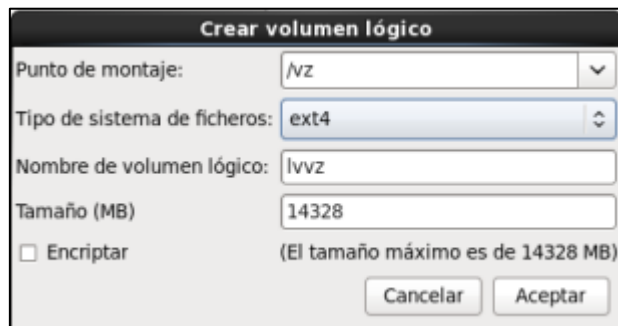 Crear volumen lógico
Punto de montaje: /vz
Tipo de sistema de ficheros: ext4
Nombre de volumen lógico: lvvz
Tamaño (MB) 14328
Encriptar (El tamaño máximo es de 14328 MB)
Cancelar Aceptar